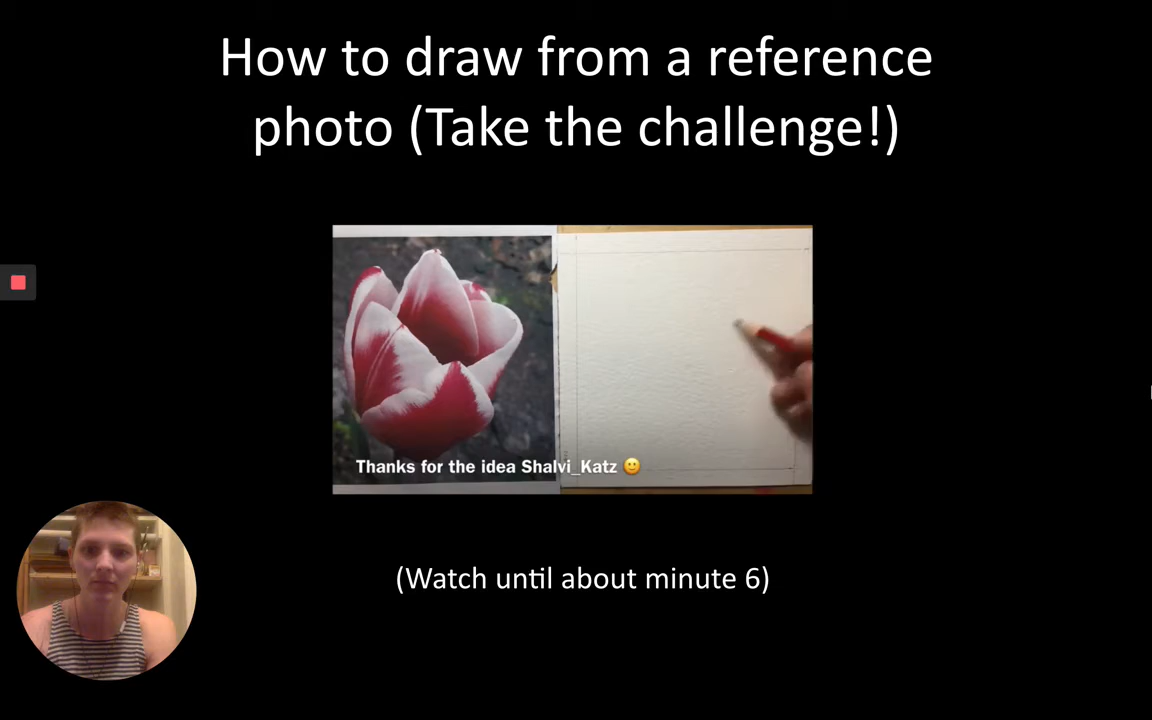 How to draw from a reference
photo (Take the challenge!)
Thanks for the idea Shalvi_Katz 🙂
(Watch until about minute 6)